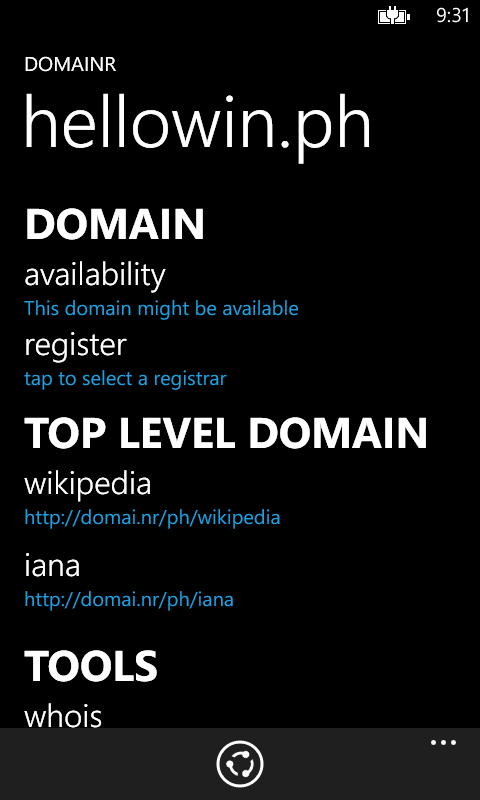 9:31
DOMAINR
hellowin.ph
DOMAIN
availability
This domain might be available
register
tap to select a registrar
TOP LEVEL DOMAIN
wikipedia
http://domai.nr/ph/wikipedia
iana
http://domai.nr/ph/iana
TOOLS
whois